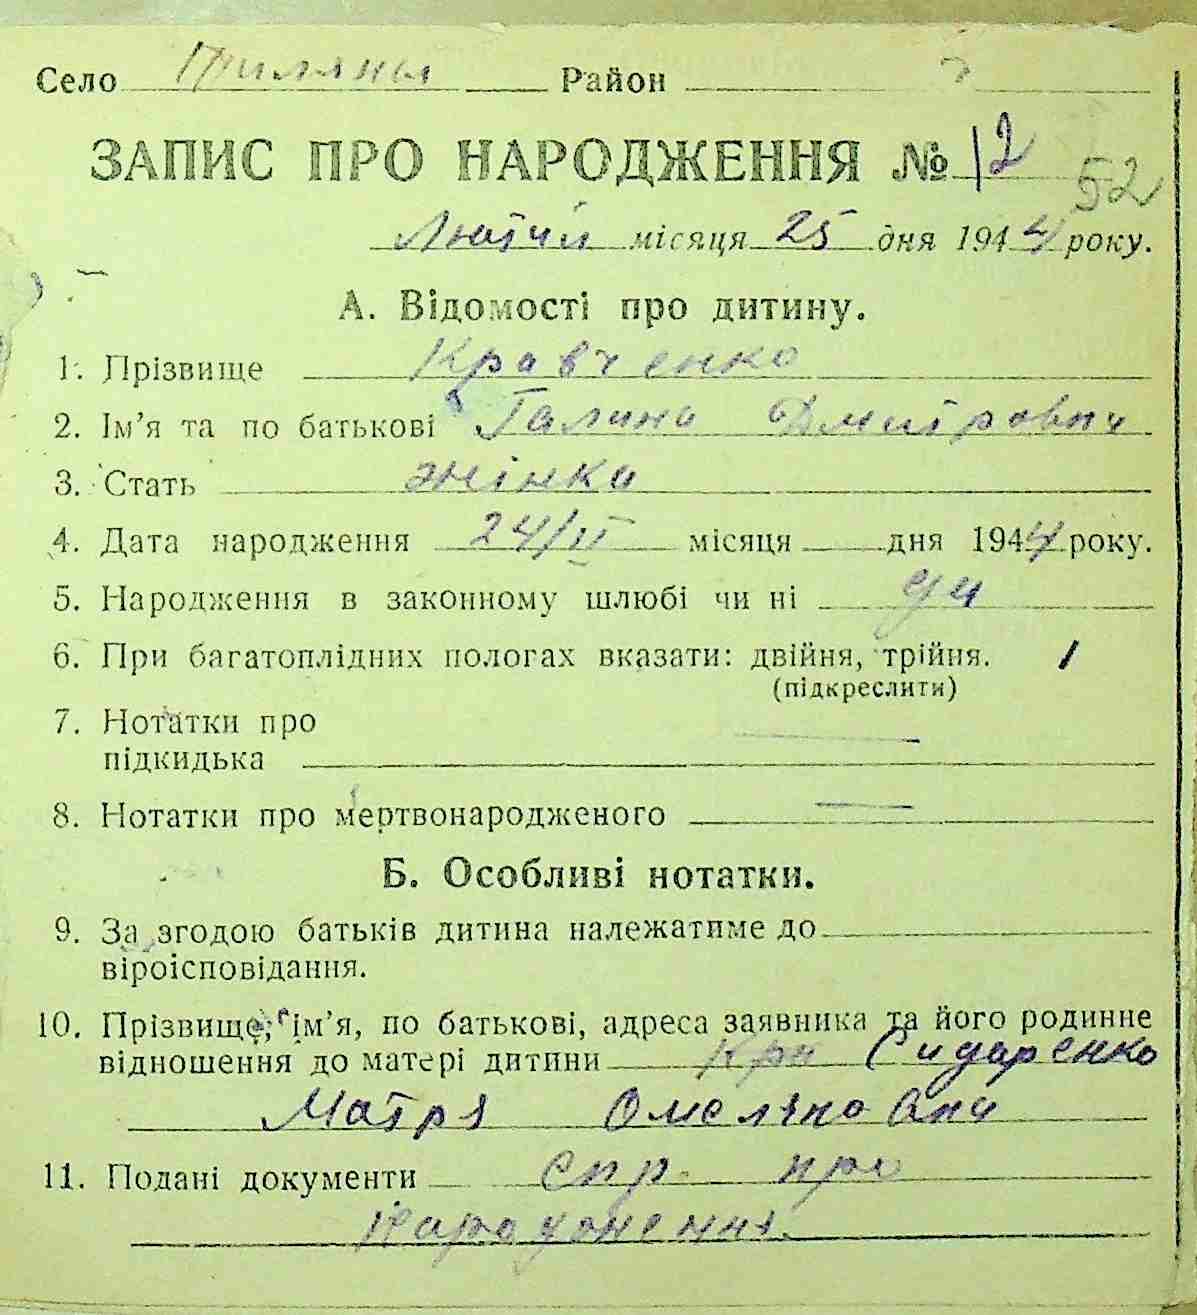 Село Район
ЗАПИС ПРО НАРОДЖЕННЯ № 12
52
Лютий місяця 25 дня 1944 року.
А. Відомості про дитину.
1. Прізвище Кравченко
2. Ім’я та по батькові Галина Дмитровна
3. Стать жінка
4. Дата народження 24/II місяця дня 1944 року.
5. Народження в законному шлюбі чи ні
6. При багатоплідних пологах вказати: двійня, трійня. 1
(підкреслити)
7. Нотатки про —
підкидька
8. Нотатки про мертвонародженого —
Б. Особливі нотатки.
9. За згодою батьків дитина належатиме до
віроісповідання.
10. Прізвище, ім’я, по батькові, адреса заявника та його родинне
відношення до матері дитини Сидаренко
Мотря Омеляновна
11. Подані документи спр. про
народження.